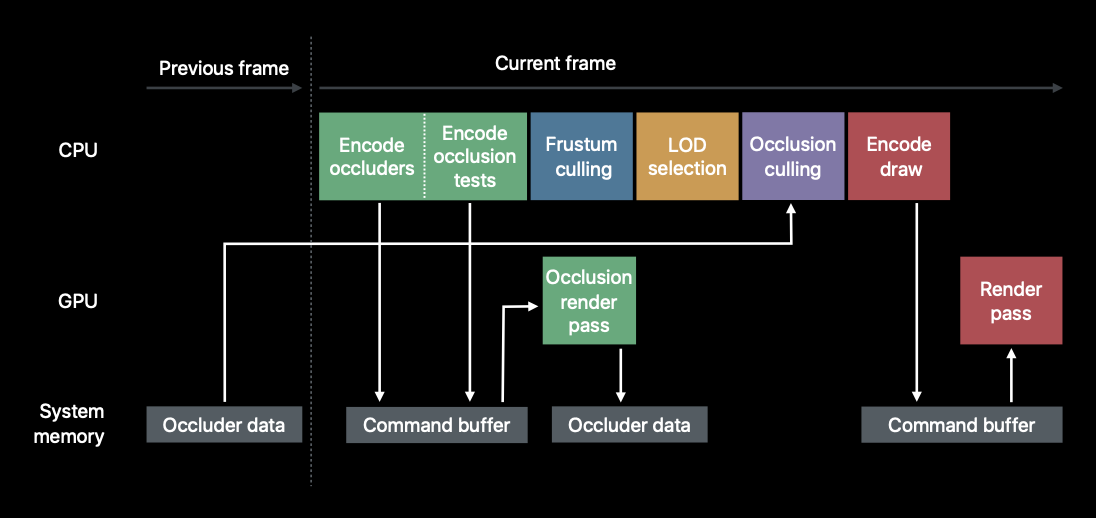 Previous frame
Current frame
CPU
Encode
occluders
Encode
occlusion
tests
Frustum
culling
LOD
selection
Occlusion
culling
Encode
draw
GPU
Occlusion
render
pass
Render
pass
System
memory
Occluder data
Command buffer
Occluder data
Command buffer